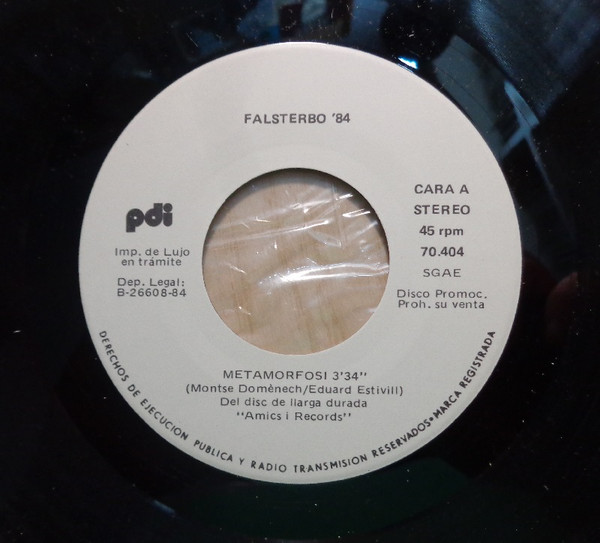 FALSTERBO '84
pdi
Imp. de Lujo
en trámite
Dep. Legal:
B-26608-84
CARA A
STEREO
45 rpm
70.404
SGAE
Disco Promoc.
Proh. su venta
METAMORFOSI 3'34''
(Montse Domènech/Eduard Estivill)
Del disc de llarga durada
''Amics i Records''
DERECHOS DE EJECUCION PUBLICA Y RADIO TRANSMISION RESERVADOS•MARCA REGISTRADA